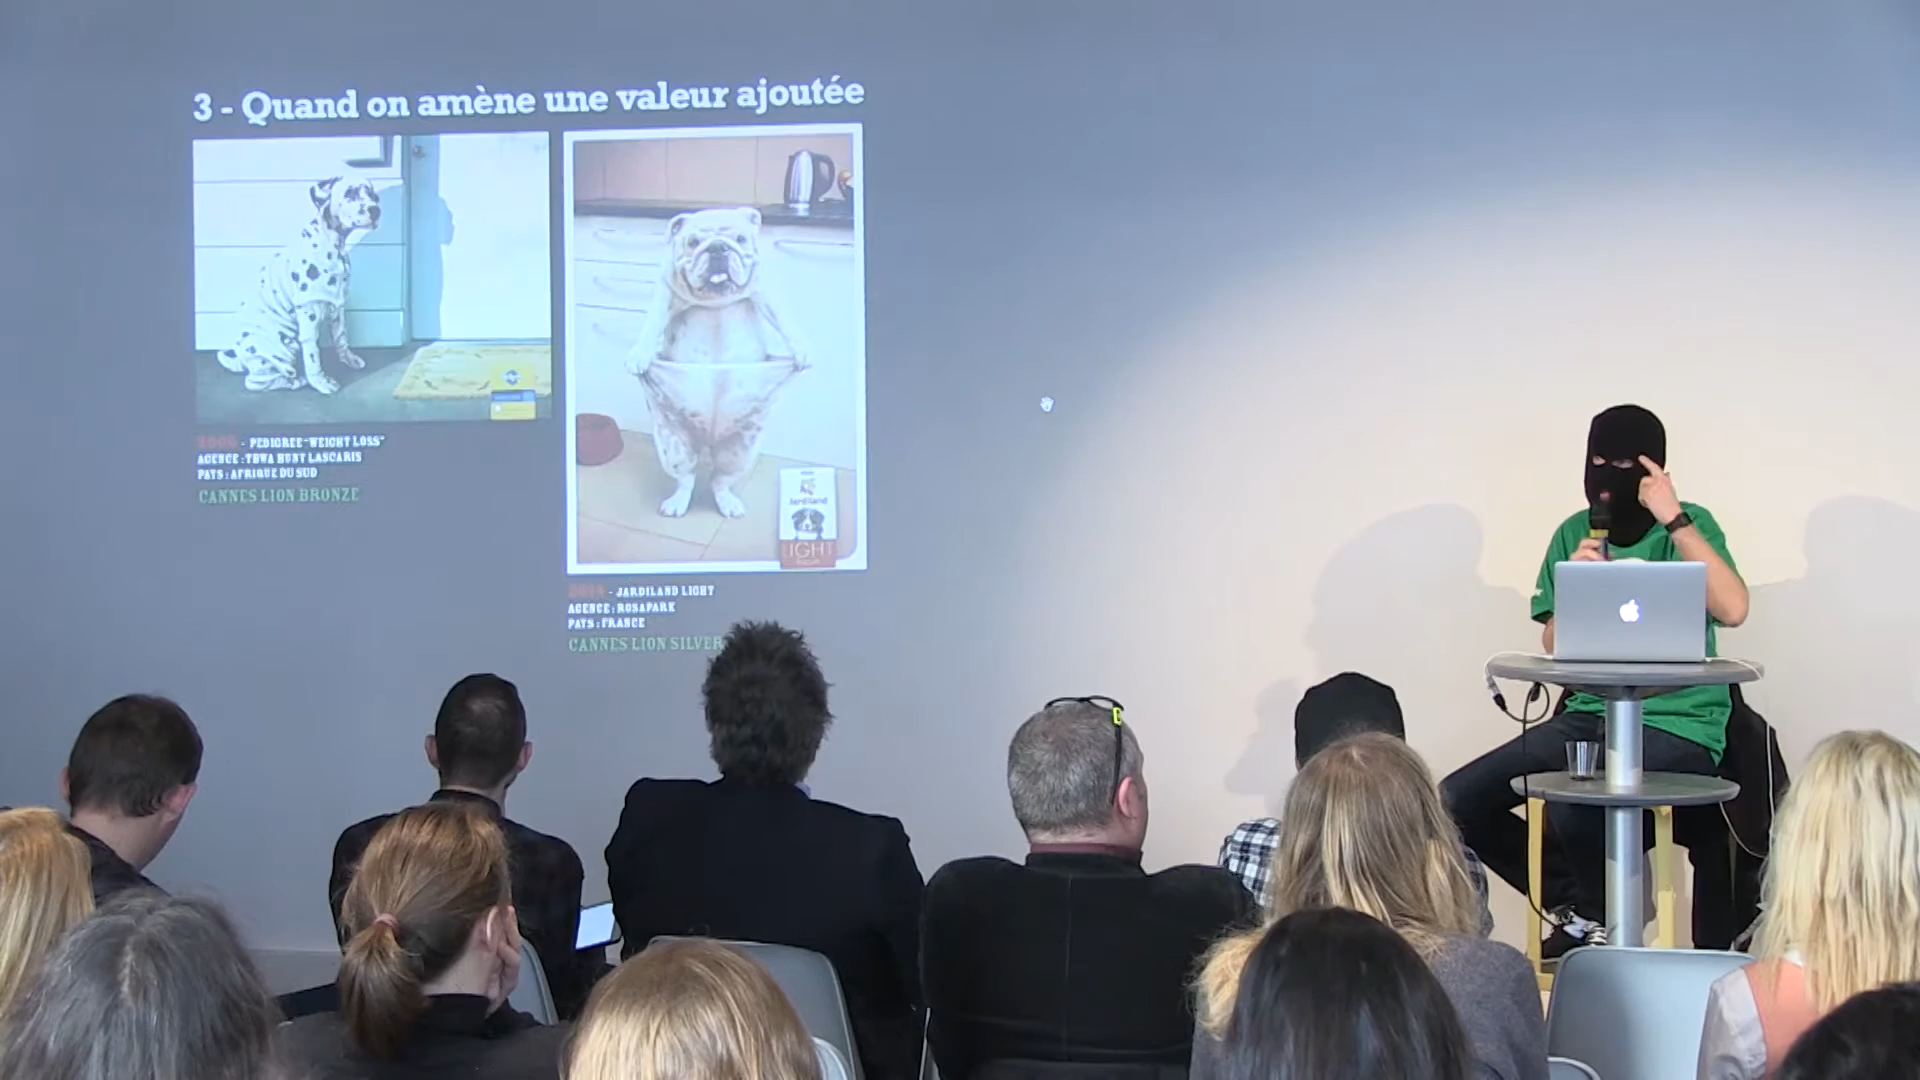 3 - Quand on amène une valeur ajoutée
- PEDIGREE "WEIGHT LOSS"
AGENCE : TBWA HUNT LASCARIS
PAYS : AFRIQUE DU SUD
CANNES LION BRONZE
Jardiland
LIGHT
- JARDILAND LIGHT
AGENCE : ROSAPARK
PAYS : FRANCE
CANNES LION SILVER